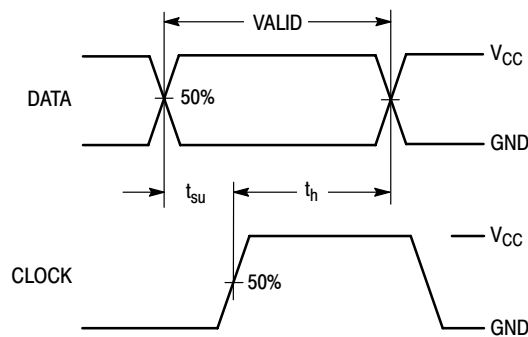 VALID
VCC
DATA
50%
GND
tsu
th
VCC
CLOCK
50%
GND